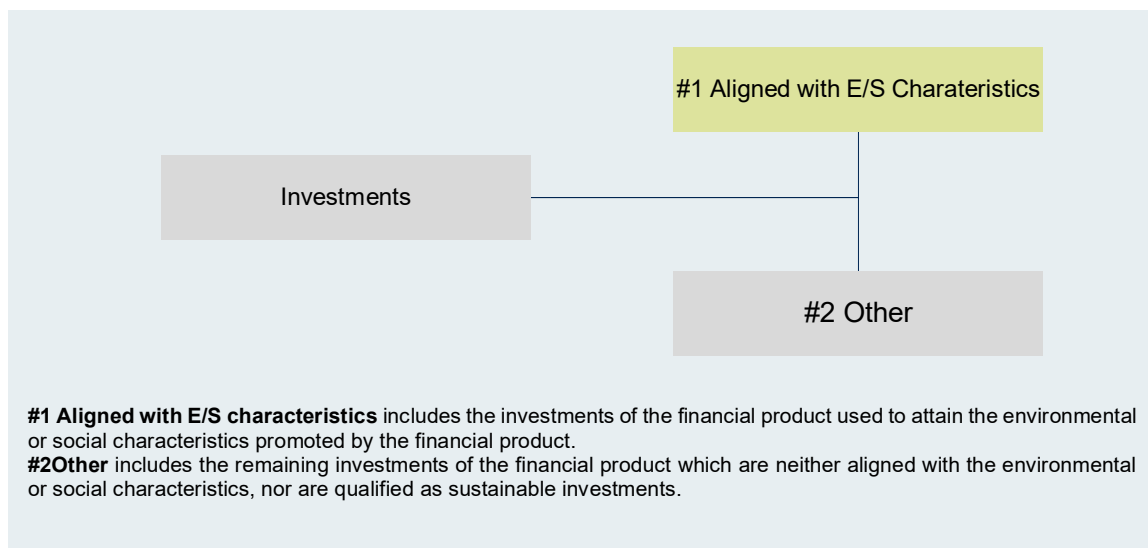 #1 Aligned with E/S Charateristics
Investments
#2 Other
#1 Aligned with E/S characteristics includes the investments of the financial product used to attain the environmental
or social characteristics promoted by the financial product.
#2Other includes the remaining investments of the financial product which are neither aligned with the environmental
or social characteristics, nor are qualified as sustainable investments.